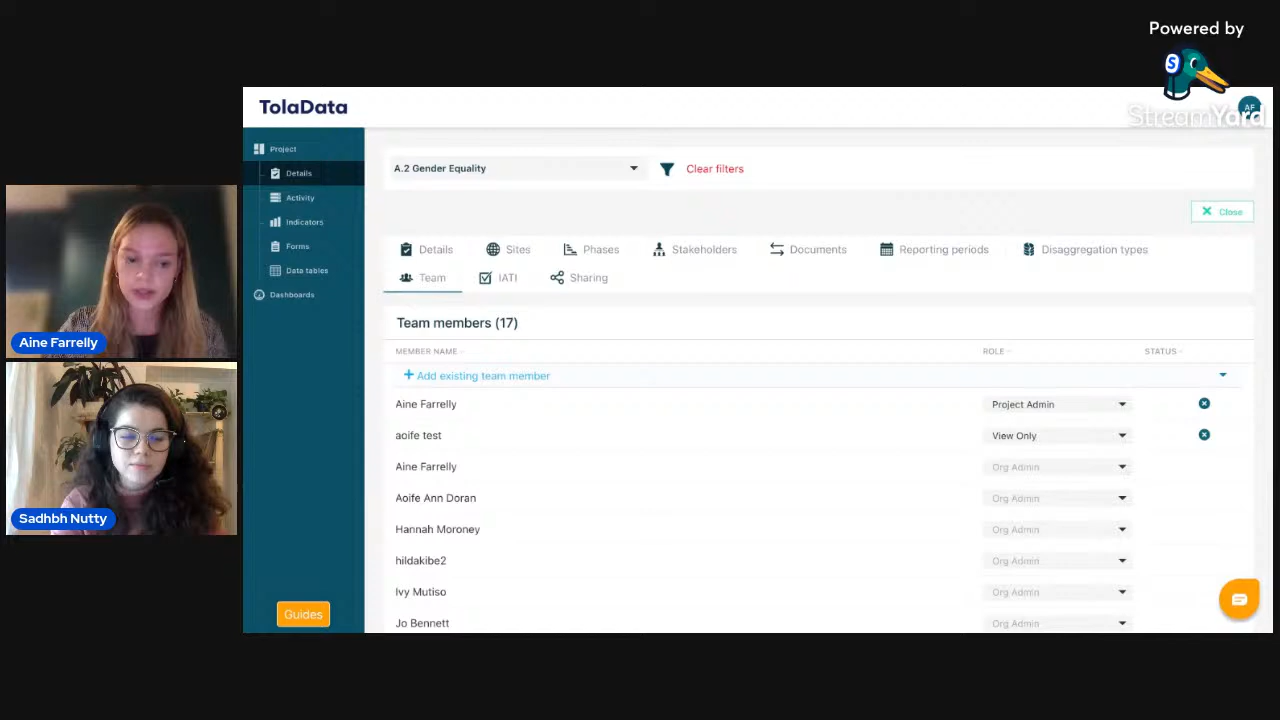 Powered by
S
StreamYard
TolaData
AF
Project
Details
Activity
Indicators
Forms
Data tables
Dashboards
Guides
A.2 Gender Equality
Clear filters
Close
Details
Sites
Phases
Stakeholders
Documents
Reporting periods
Disaggregation types
Team
IATI
Sharing
Team members (17)
MEMBER NAME ROLE STATUS
+ Add existing team member
Aine Farrelly Project Admin
aoife test View Only
Aine Farrelly Org Admin
Aoife Ann Doran Org Admin
Hannah Moroney Org Admin
hildakibe2 Org Admin
Ivy Mutiso Org Admin
Jo Bennett Org Admin
Aine Farrelly
Sadhbh Nutty